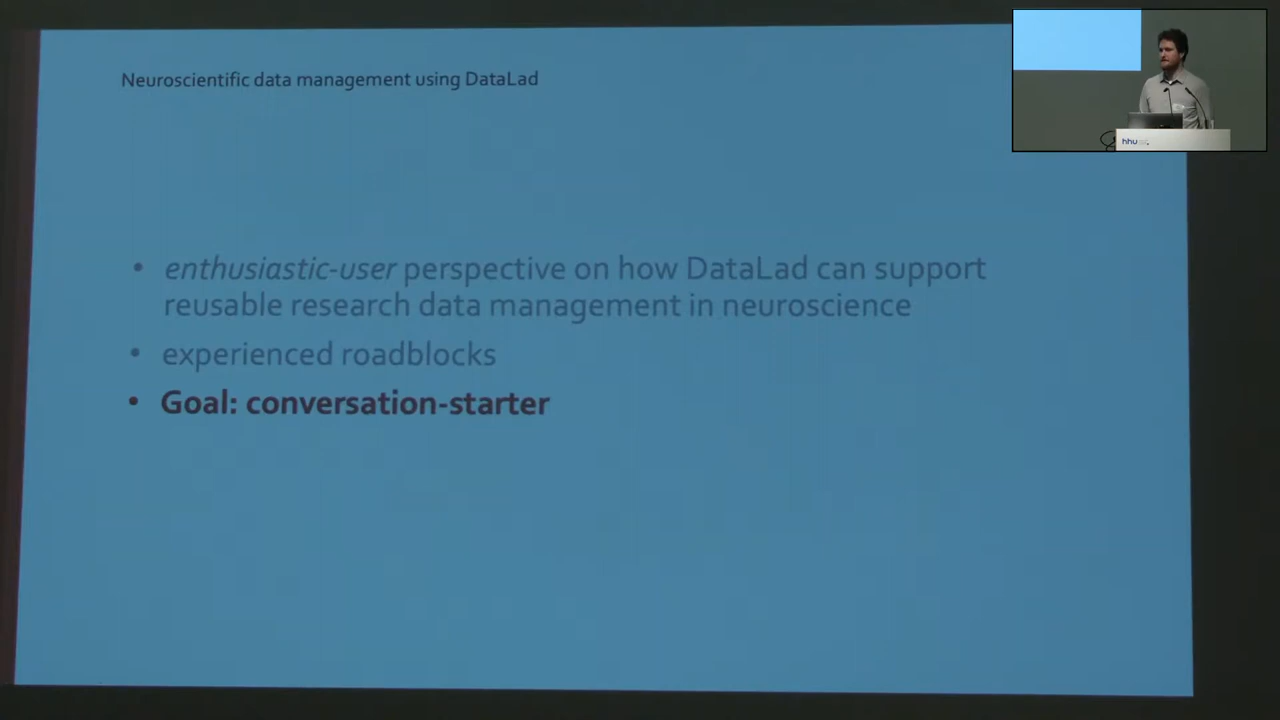 Neuroscientific data management using DataLad
• enthusiastic-user perspective on how DataLad can support
reusable research data management in neuroscience
• experienced roadblocks
• Goal: conversation-starter
hhu